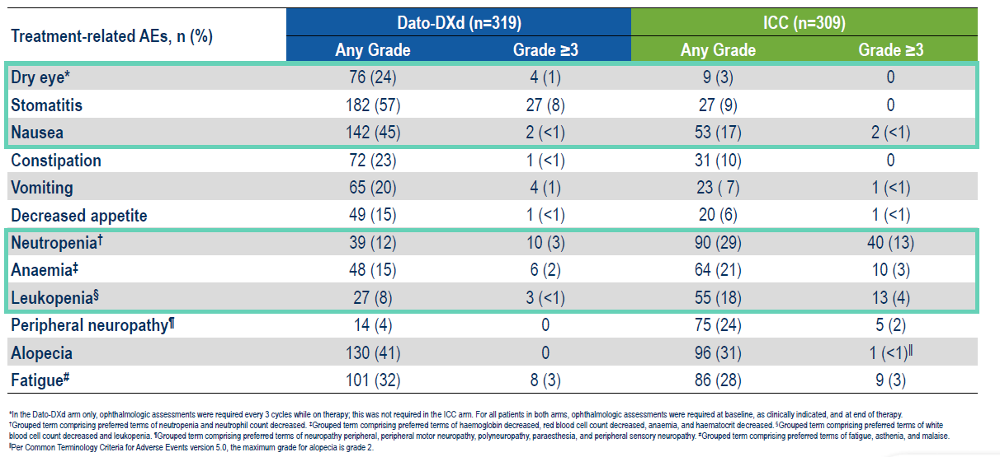 Treatment-related AEs, n (%) Dato-DXd (n=319) ICC (n=309)
Any Grade Grade ≥3 Any Grade Grade ≥3
Dry eye* 76 (24) 4 (1) 9 (3) 0
Stomatitis 182 (57) 27 (8) 27 (9) 0
Nausea 142 (45) 2 (<1) 53 (17) 2 (<1)
Constipation 72 (23) 1 (<1) 31 (10) 0
Vomiting 65 (20) 4 (1) 23 ( 7) 1 (<1)
Decreased appetite 49 (15) 1 (<1) 20 (6) 1 (<1)
Neutropenia† 39 (12) 10 (3) 90 (29) 40 (13)
Anaemia‡ 48 (15) 6 (2) 64 (21) 10 (3)
Leukopenia§ 27 (8) 3 (<1) 55 (18) 13 (4)
Peripheral neuropathy¶ 14 (4) 0 75 (24) 5 (2)
Alopecia 130 (41) 0 96 (31) 1 (<1)‖
Fatigue# 101 (32) 8 (3) 86 (28) 9 (3)
*In the Dato-DXd arm only, ophthalmologic assessments were required every 3 cycles while on therapy; this was not required in the ICC arm. For all patients in both arms, ophthalmologic assessments were required at baseline, as clinically indicated, and at end of therapy.
†Grouped term comprising preferred terms of neutropenia and neutrophil count decreased. ‡Grouped term comprising preferred terms of haemoglobin decreased, red blood cell count decreased, anaemia, and haematocrit decreased. §Grouped term comprising preferred terms of white
blood cell count decreased and leukopenia. ¶Grouped term comprising preferred terms of neuropathy peripheral, peripheral motor neuropathy, polyneuropathy, paraesthesia, and peripheral sensory neuropathy. #Grouped term comprising preferred terms of fatigue, asthenia, and malaise.
‖Per Common Terminology Criteria for Adverse Events version 5.0, the maximum grade for alopecia is grade 2.